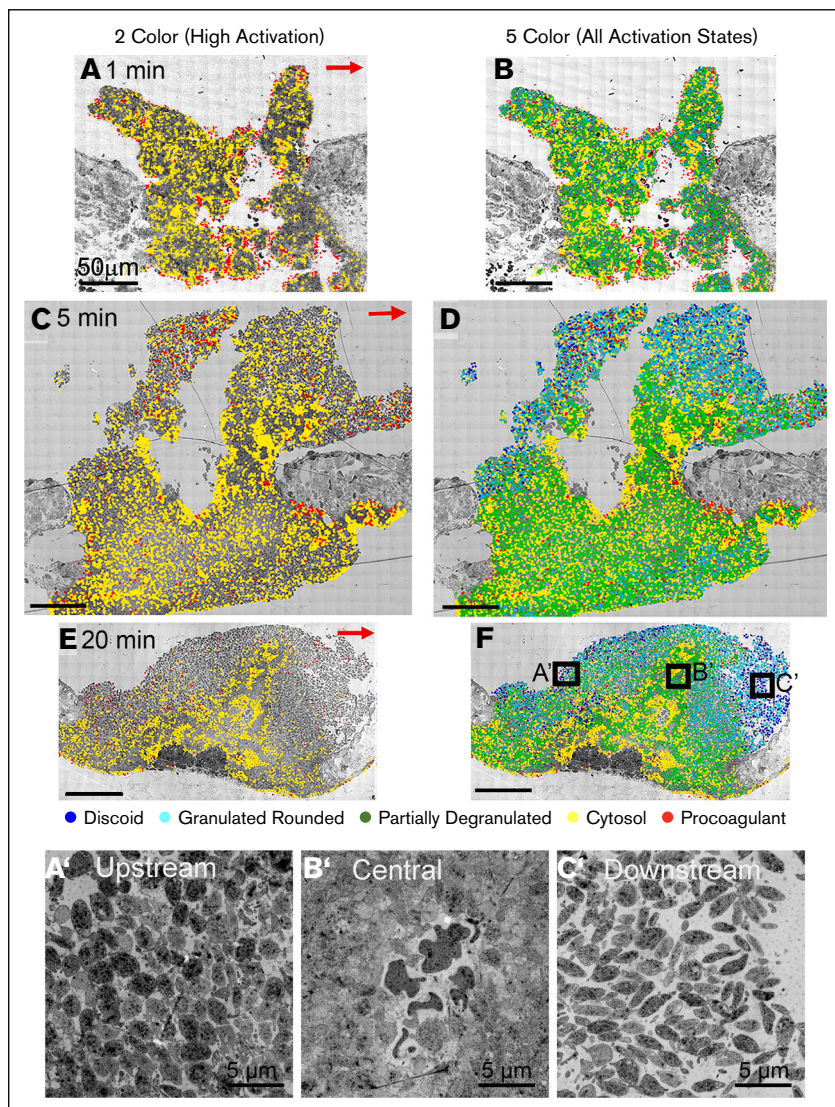 2 Color (High Activation) 5 Color (All Activation States)
A 1 min B
50μm
C 5 min D
E 20 min F
A' B' C'
Discoid Granulated Rounded Partially Degranulated Cytosol Procoagulant
A' Upstream B' Central C' Downstream
5 μm 5 μm 5 μm